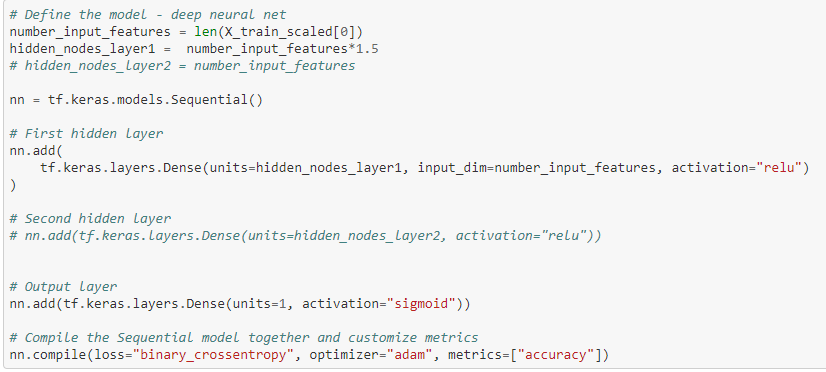 # Define the model - deep neural net
number_input_features = len(X_train_scaled[0])
hidden_nodes_layer1 =  number_input_features*1.5
# hidden_nodes_layer2 = number_input_features

nn = tf.keras.models.Sequential()

# First hidden layer
nn.add(
    tf.keras.layers.Dense(units=hidden_nodes_layer1, input_dim=number_input_features, activation="relu")
)

# Second hidden layer
# nn.add(tf.keras.layers.Dense(units=hidden_nodes_layer2, activation="relu"))


# Output layer
nn.add(tf.keras.layers.Dense(units=1, activation="sigmoid"))

# Compile the Sequential model together and customize metrics
nn.compile(loss="binary_crossentropy", optimizer="adam", metrics=["accuracy"])